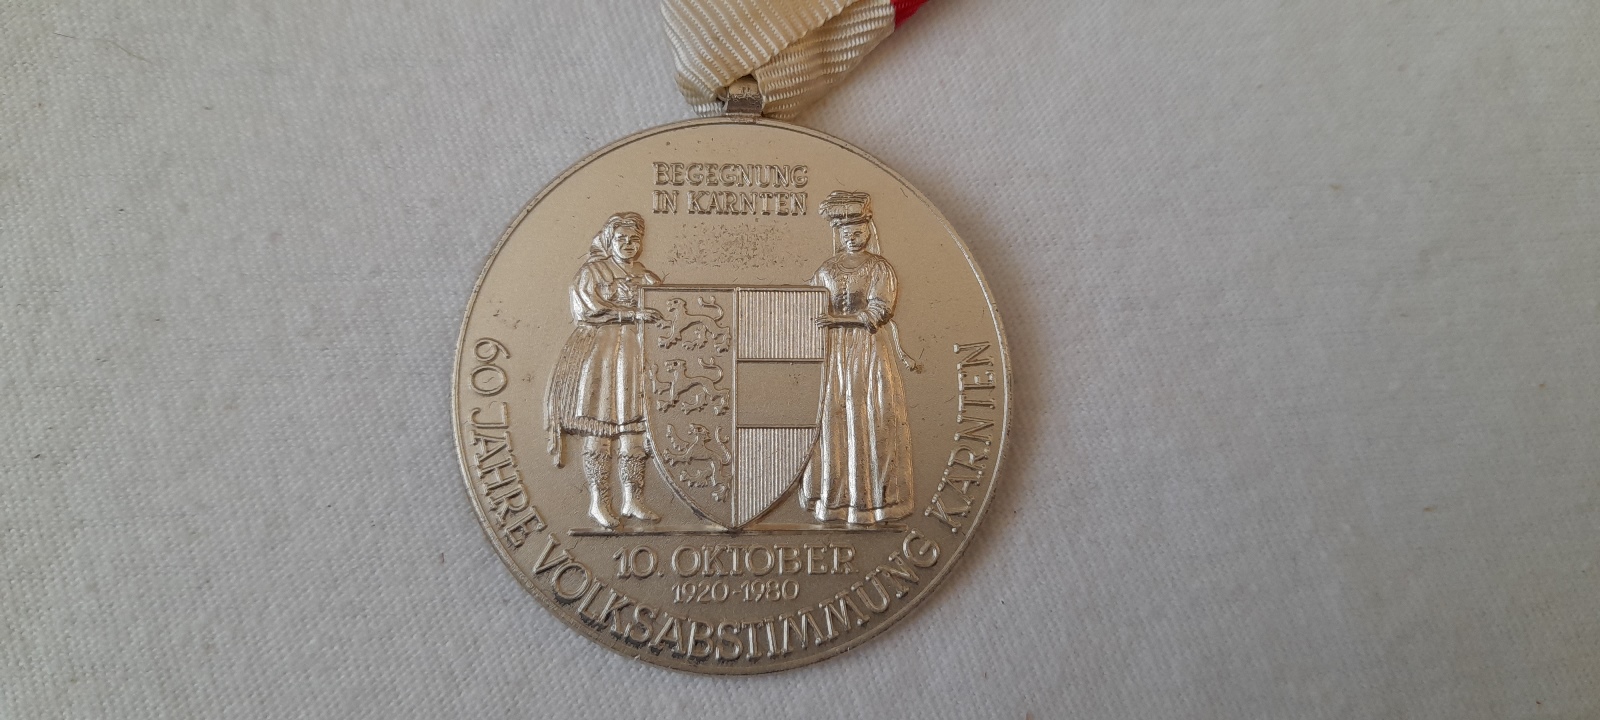 BEGEGNUNG
IN KÄRNTEN
10. OKTOBER
1920-1980
60 JAHRE VOLKSABSTIMMUNG KÄRNTEN